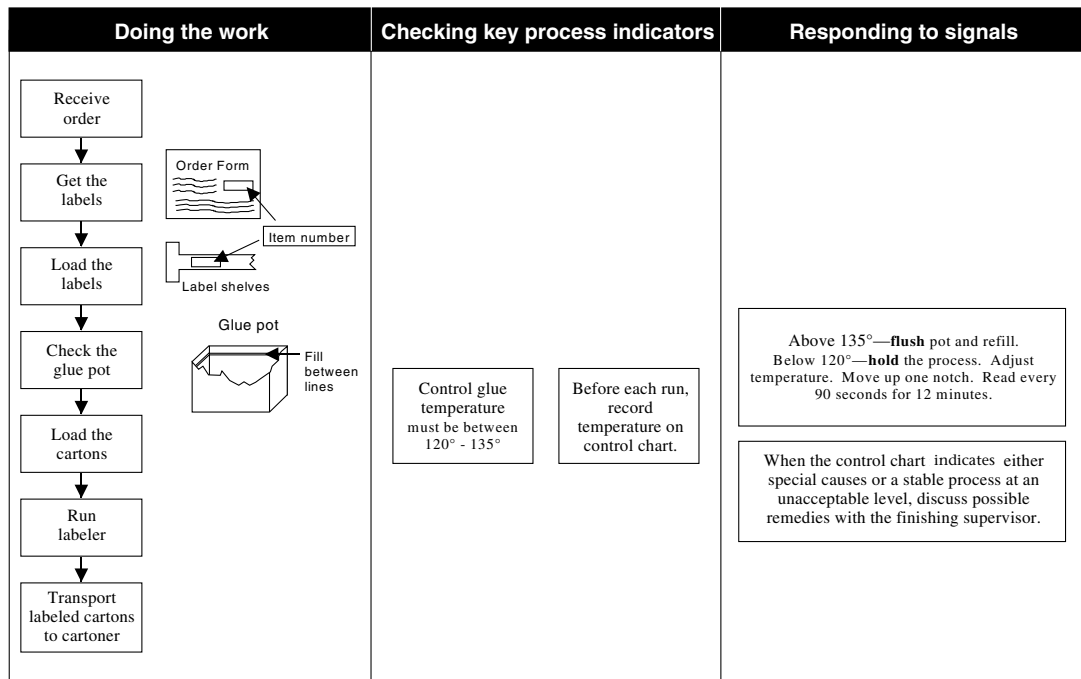 Doing the work
Checking key process indicators
Responding to signals
Receive
order
Get the
labels
Load the
labels
Check the
glue pot
Load the
cartons
Run
labeler
Transport
labeled cartons
to cartoner
Order Form
Item number
Label shelves
Glue pot
Fill
between
lines
Control glue
temperature
must be between
120° - 135°
Before each run,
record
temperature on
control chart.
Above 135°—flush pot and refill.
Below 120°—hold the process. Adjust
temperature. Move up one notch. Read every
90 seconds for 12 minutes.
When the control chart indicates either
special causes or a stable process at an
unacceptable level, discuss possible
remedies with the finishing supervisor.